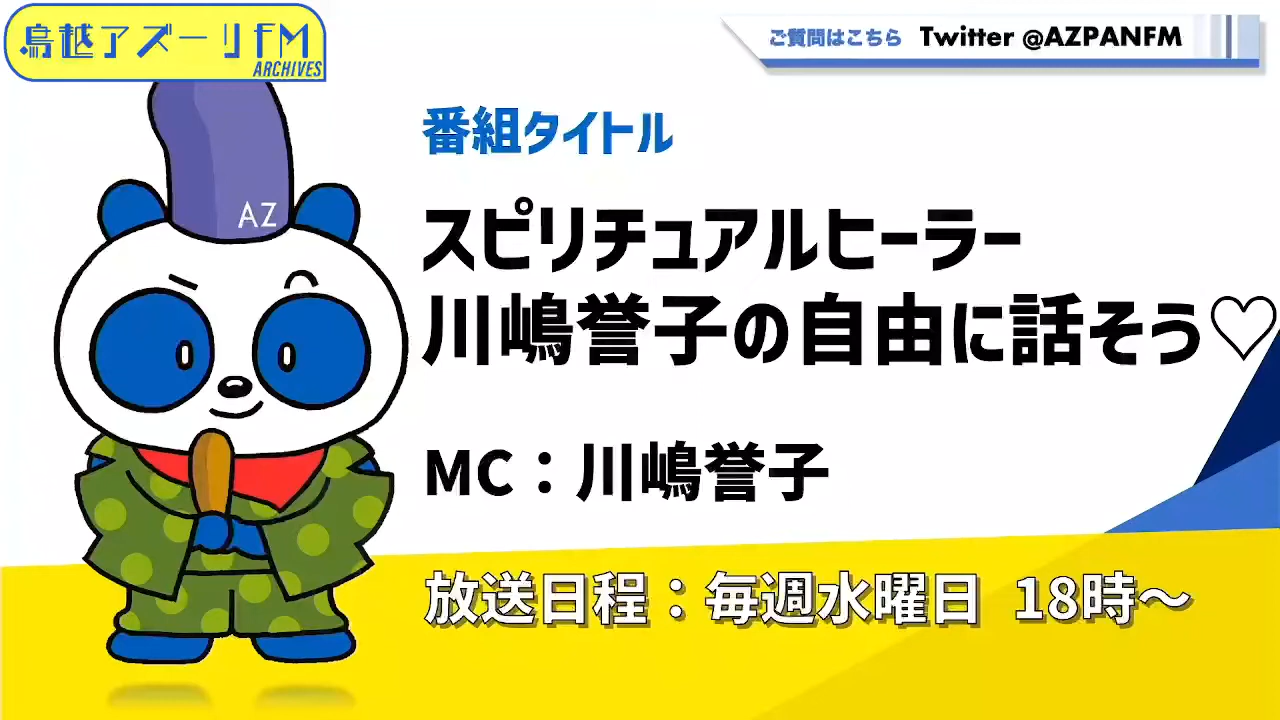 鳥越アズーリFM
ARCHIVES
ご質問はこちら Twitter @AZPANFM
番組タイトル
スピリチュアルヒーラー
川嶋誉子の自由に話そう♡
MC：川嶋誉子
放送日程：毎週水曜日 18時～
AZ